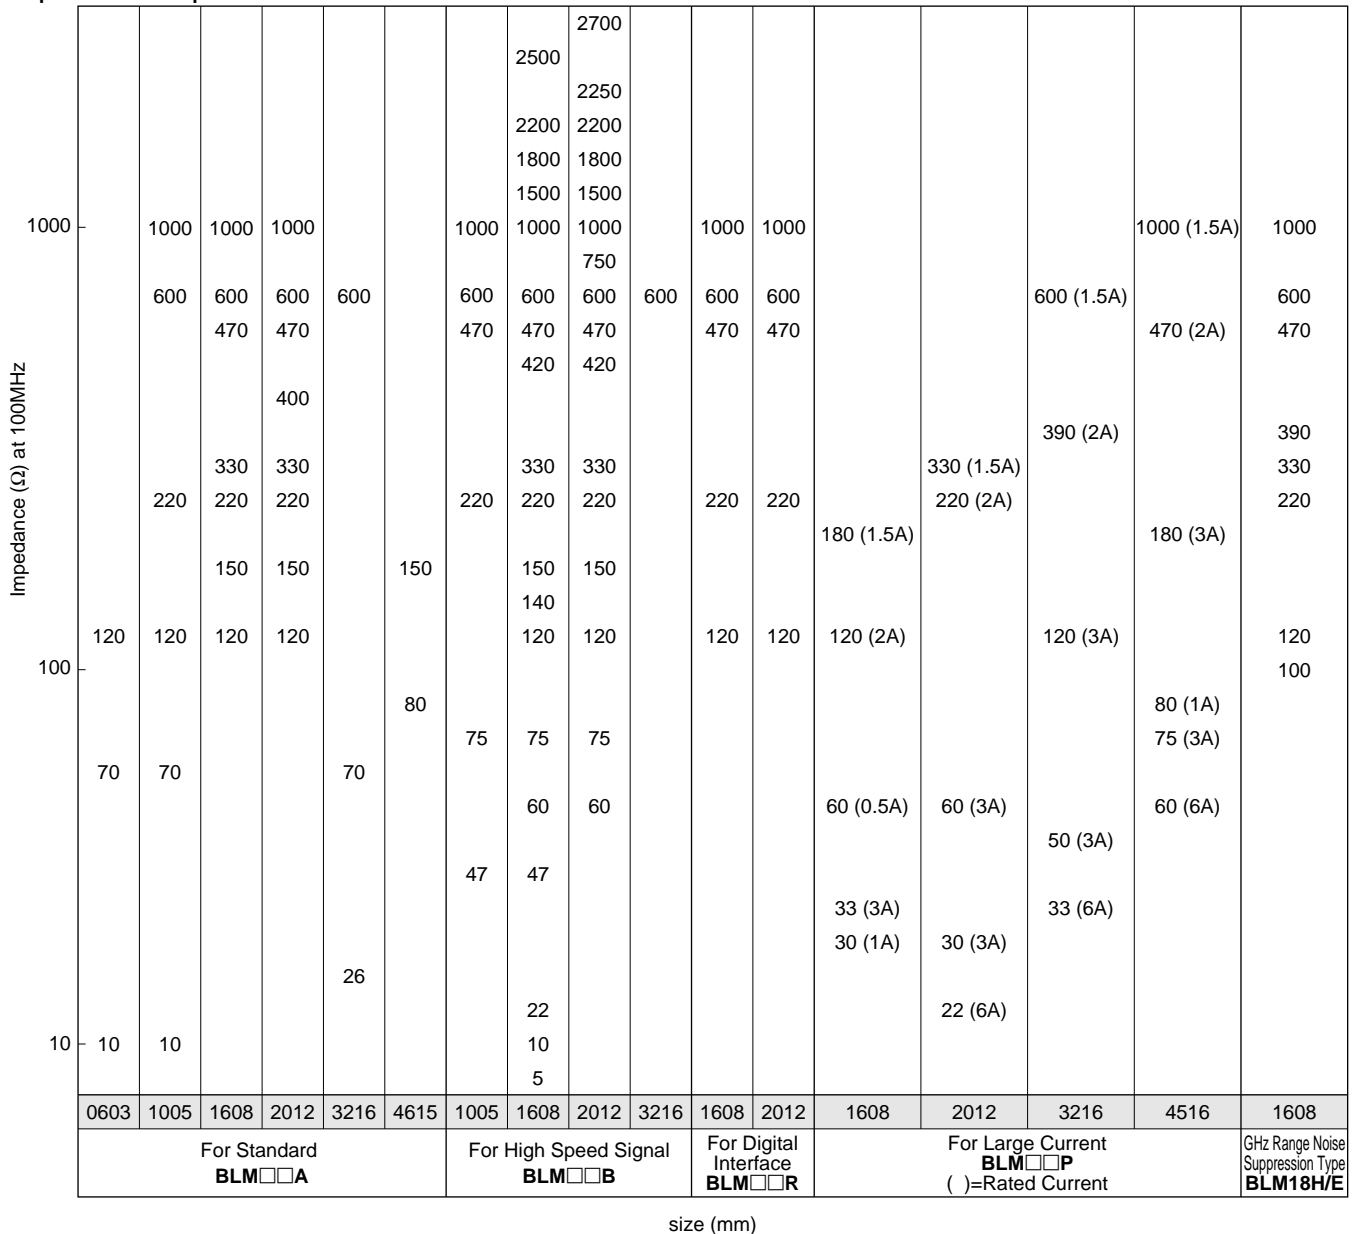 2700
2500
2250
2200 2200
1800 1800
1500 1500
1000 1000 1000 1000 1000 1000 1000 1000 1000 1000 (1.5A) 1000
750
600 600 600 600 600 600 600 600 600 600 600 (1.5A) 600
470 470 470 470 470 470 470 470 (2A) 470
420 420
400
390 (2A) 390
330 330 330 330 330 (1.5A) 330
220 220 220 220 220 220 220 220 220 (2A) 220
180 (1.5A) 180 (3A)
150 150 150 150 150
140
120 120 120 120 120 120 120 120 120 (2A) 120 (3A) 120
100 100
80 80 (1A)
75 75 75 75 (3A)
70 70 70
60 60 60 (0.5A) 60 (3A) 60 (6A)
50 (3A)
47 47
33 (3A) 33 (6A)
30 (1A) 30 (3A)
26
22 22 (6A)
10 10 10 10
5
Impedance (Ω) at 100MHz
0603 1005 1608 2012 3216 4615 1005 1608 2012 3216 1608 2012 1608 2012 3216 4516 1608
For Standard
BLM□□A
For High Speed Signal
BLM□□B
For Digital
Interface
BLM□□R
For Large Current
BLM□□P
( )=Rated Current
GHz Range Noise
Suppression Type
BLM18H/E
size (mm)